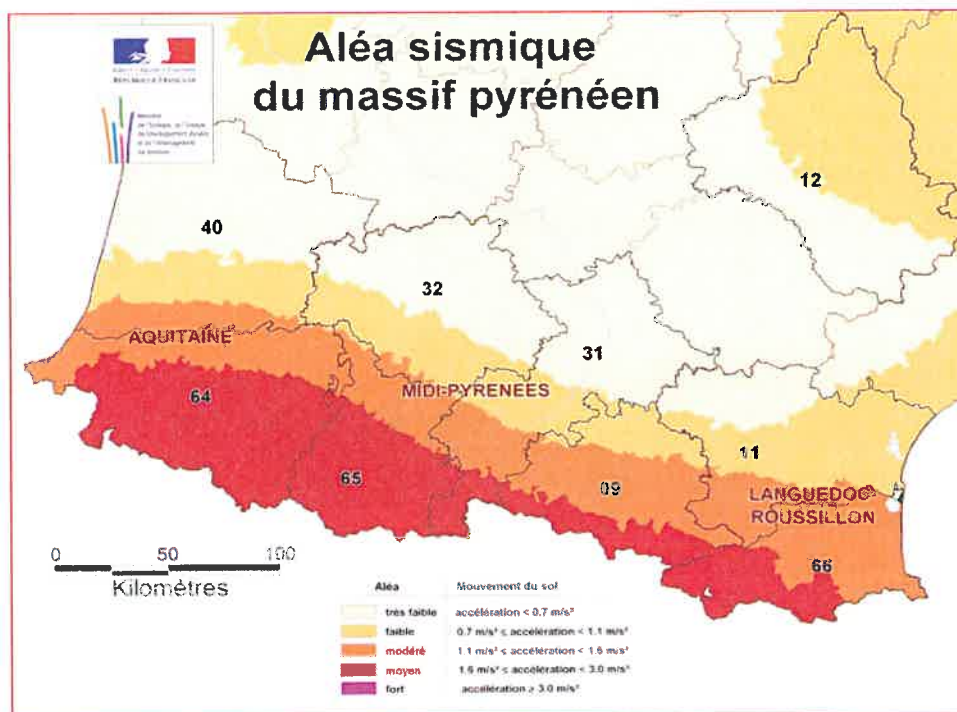 Aléa sismique
du massif pyrénéen
RÉPUBLIQUE FRANÇAISE
12
40
32
31
AQUITAINE
MIDI-PYRENEES
64
65
09
11
LANGUEDOC
ROUSSILLON
66
0 50 100
Kilomètres
Aléa Mouvement du sol
très faible accélération < 0.7 m/s²
faible 0.7 m/s² ≤ accélération < 1.1 m/s²
modéré 1.1 m/s² ≤ accélération < 1.6 m/s²
moyen 1.6 m/s² ≤ accélération < 3.0 m/s²
fort accélération ≥ 3.0 m/s²